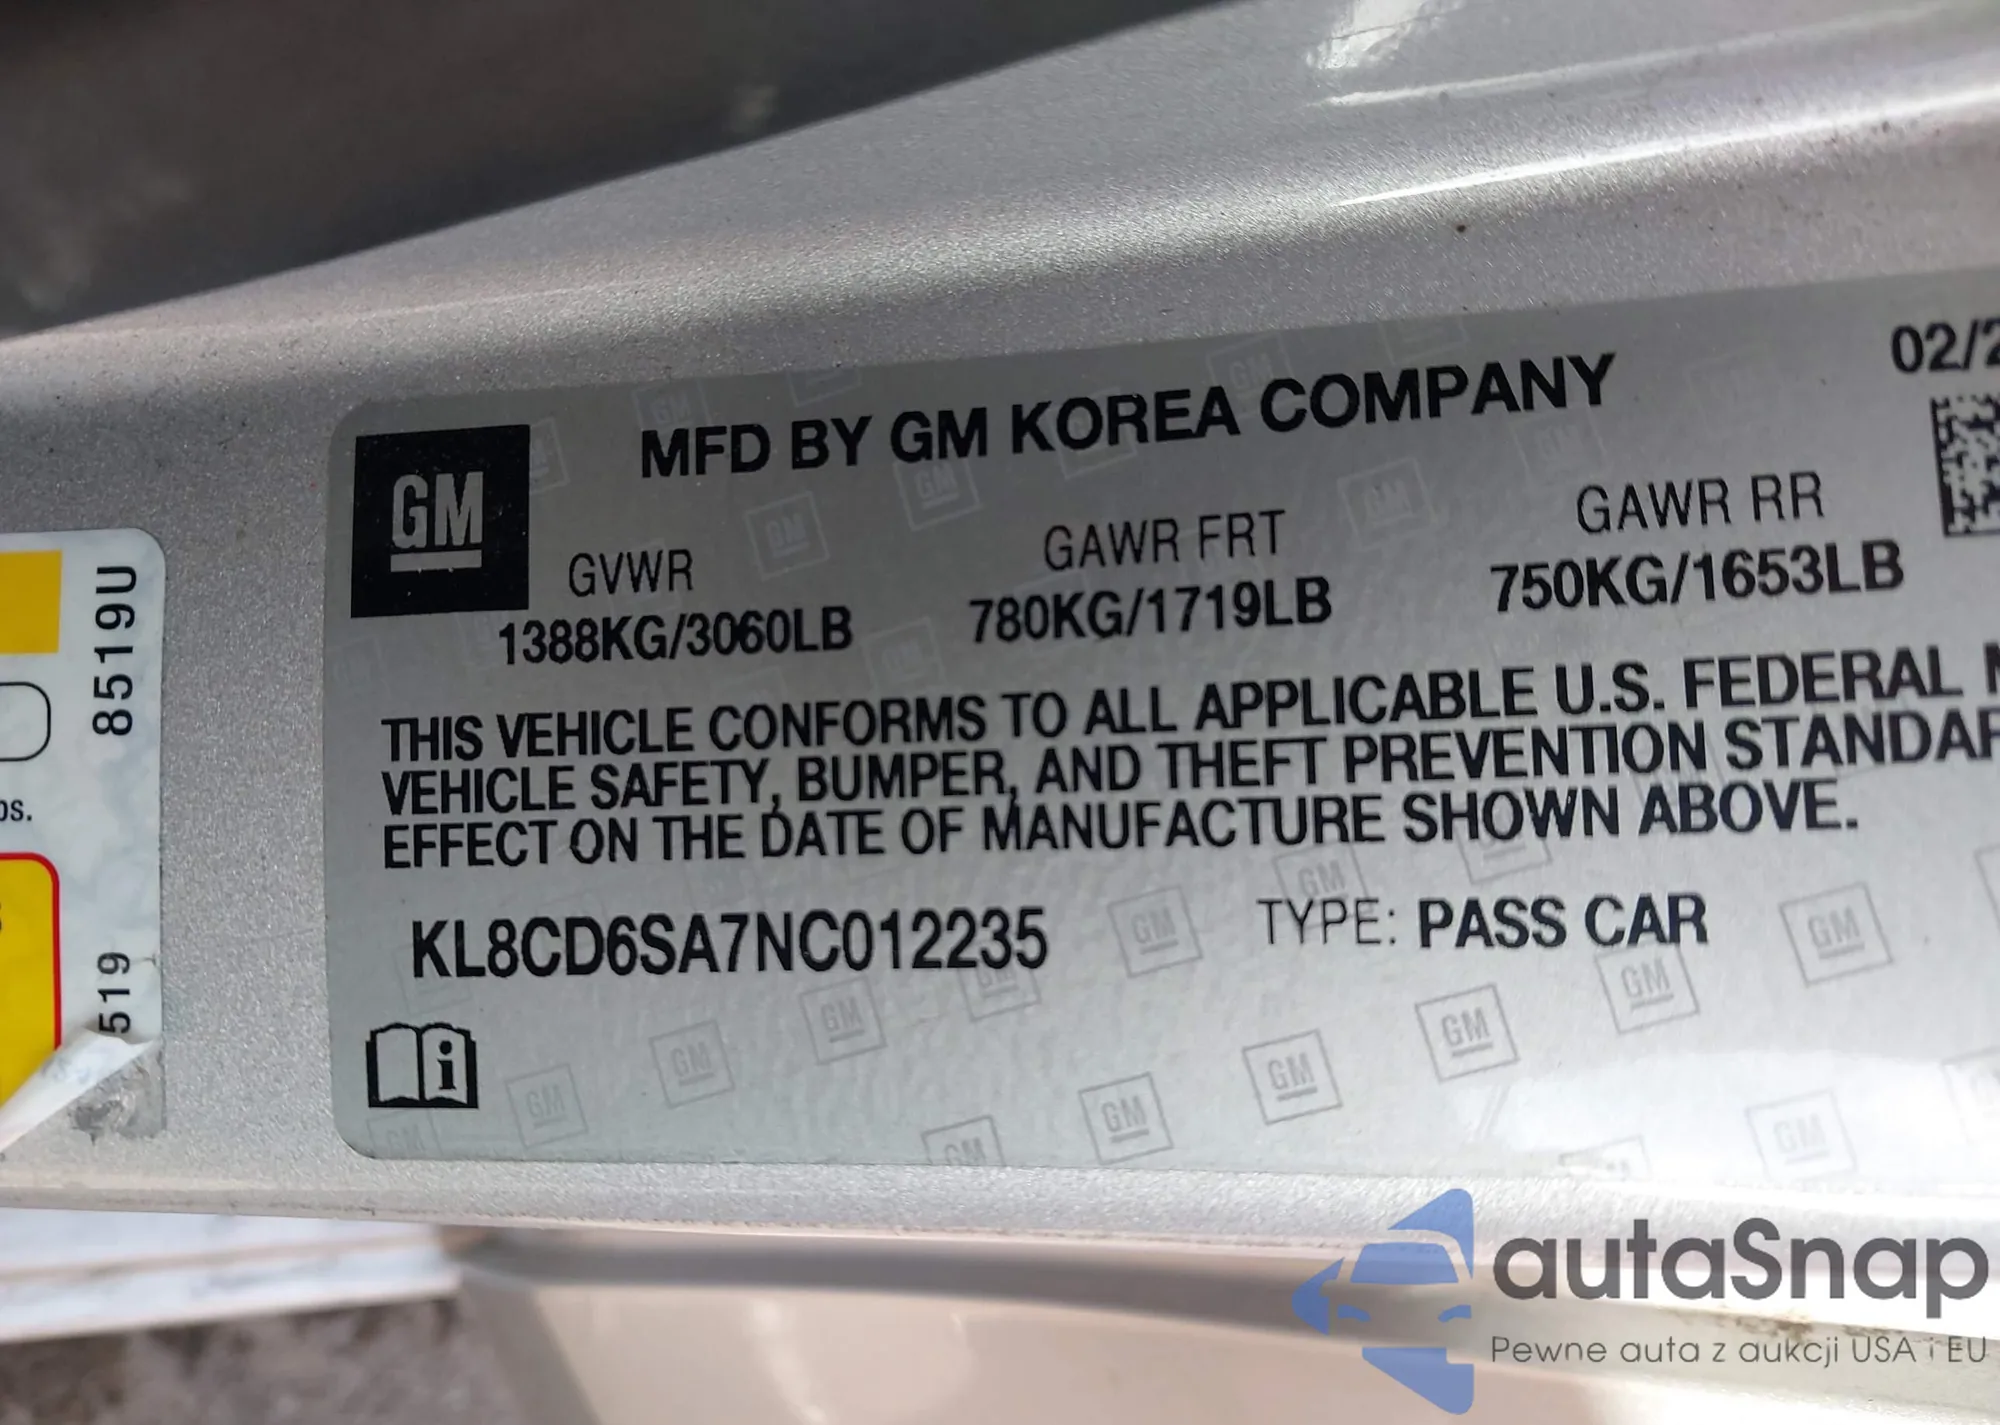 MFD BY GM KOREA COMPANY
02/2
GM
GVWR
GAWR FRT
GAWR RR
1388KG/3060LB
780KG/1719LB
750KG/1653LB
THIS VEHICLE CONFORMS TO ALL APPLICABLE U.S. FEDERAL
VEHICLE SAFETY, BUMPER, AND THEFT PREVENTION STANDAR
EFFECT ON THE DATE OF MANUFACTURE SHOWN ABOVE.
KL8CD6SA7NC012235
TYPE: PASS CAR
8519U
519
autaSnap
Pewne auta z aukcji USA i EU